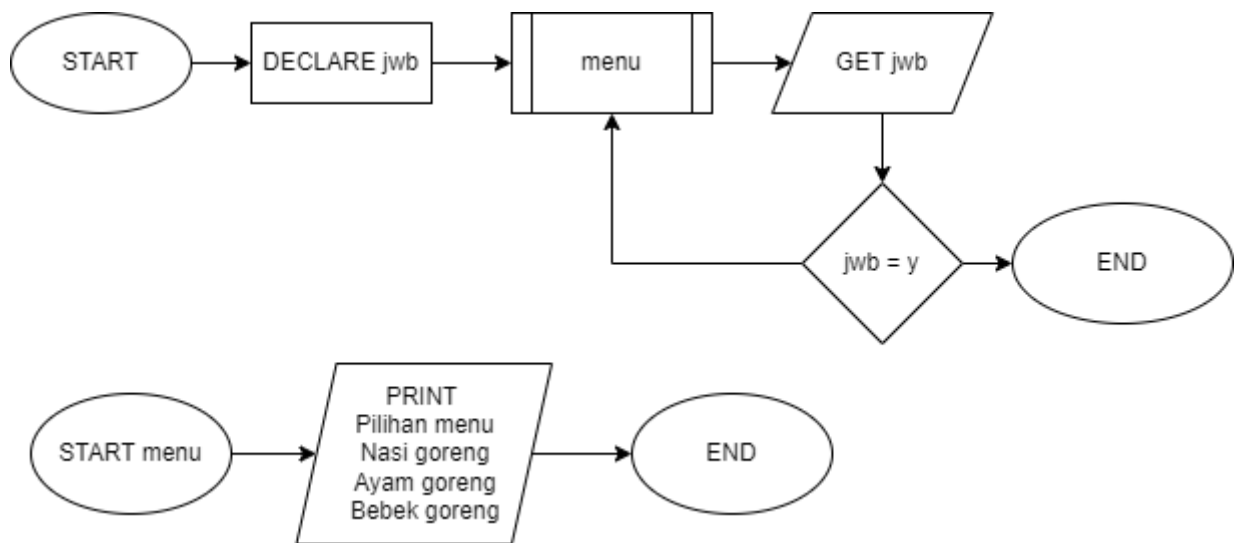 START
DECLARE jwb
menu
GET jwb
jwb = y
END
START menu
PRINT
Pilihan menu
Nasi goreng
Ayam goreng
Bebek goreng
END